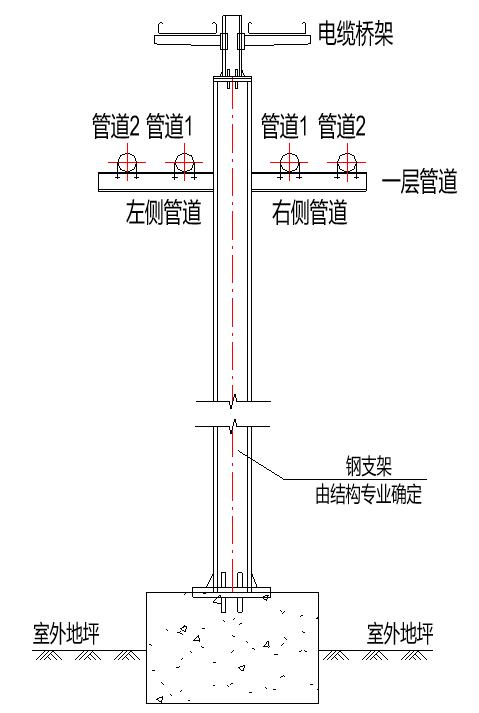 电缆桥架
管道2 管道1 管道1 管道2
一层管道
左侧管道 右侧管道
钢支架
由结构专业确定
室外地坪 室外地坪